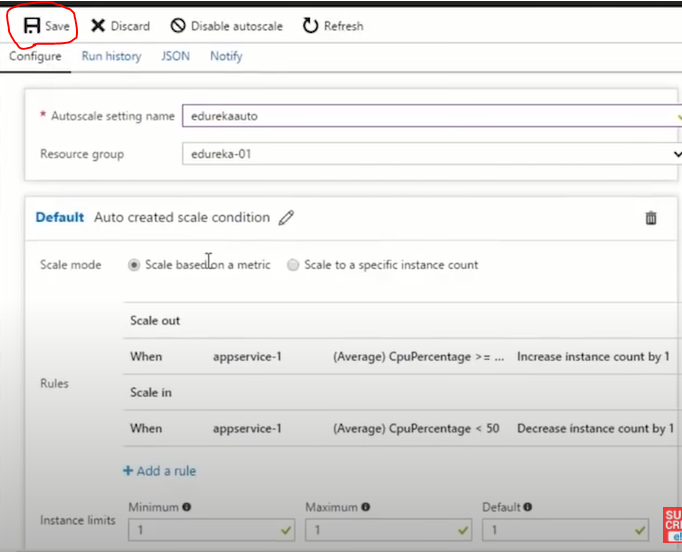 Save Discard Disable autoscale Refresh
Configure Run history JSON Notify
* Autoscale setting name edurekaauto
Resource group edureka-01
Default Auto created scale condition
Scale mode Scale based on a metric Scale to a specific instance count
Scale out
When appservice-1 (Average) CpuPercentage >= ... Increase instance count by 1
Rules
Scale in
When appservice-1 (Average) CpuPercentage < 50 Decrease instance count by 1
+ Add a rule
Minimum Maximum Default
Instance limits 1 1 1
SU
CRI
e!